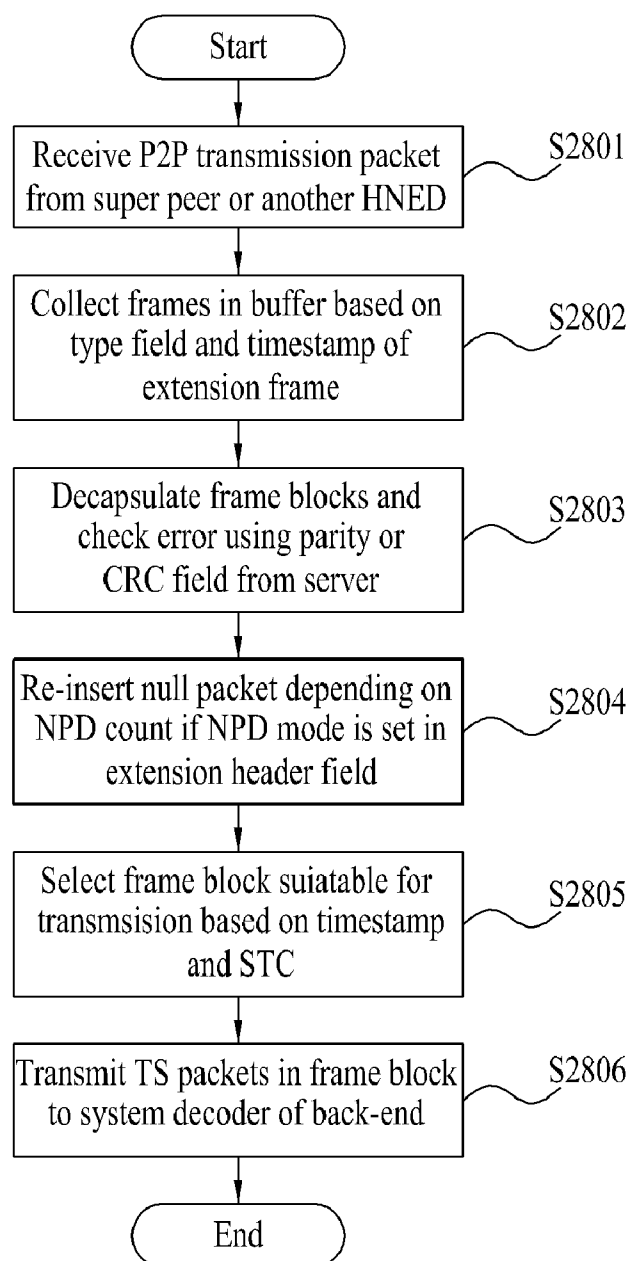 Start
Receive P2P transmission packet
from super peer or another HNED
S2801
Collect frames in buffer based on
type field and timestamp of
extension frame
S2802
Decapsulate frame blocks and
check error using parity or
CRC field from server
S2803
Re-insert null packet depending on
NPD count if NPD mode is set in
extension header field
S2804
Select frame block suiatable for
transmsision based on timestamp
and STC
S2805
Transmit TS packets in frame block
to system decoder of back-end
S2806
End